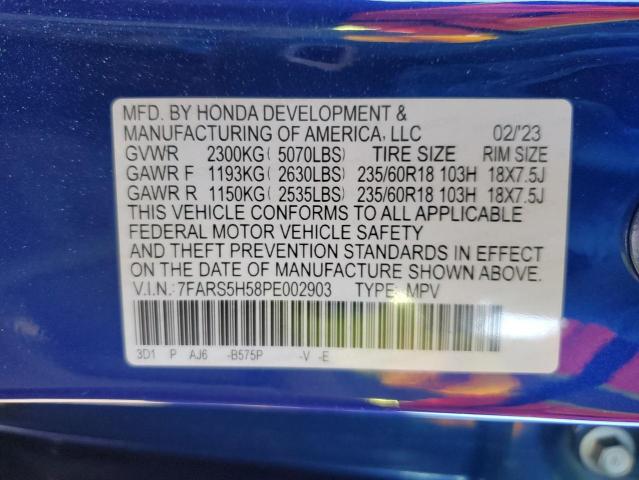 MFD. BY HONDA DEVELOPMENT &
MANUFACTURING OF AMERICA, LLC 02/'23
GVWR 2300KG( 5070LBS) TIRE SIZE RIM SIZE
GAWR F 1193KG( 2630LBS) 235/60R18 103H 18X7.5J
GAWR R 1150KG( 2535LBS) 235/60R18 103H 18X7.5J
THIS VEHICLE CONFORMS TO ALL APPLICABLE
FEDERAL MOTOR VEHICLE SAFETY
AND THEFT PREVENTION STANDARDS IN EFFECT
ON THE DATE OF MANUFACTURE SHOWN ABOVE.
V.I.N.:7FARS5H58PE002903 TYPE: MPV
3D1 P AJ6 -B575P -V -E